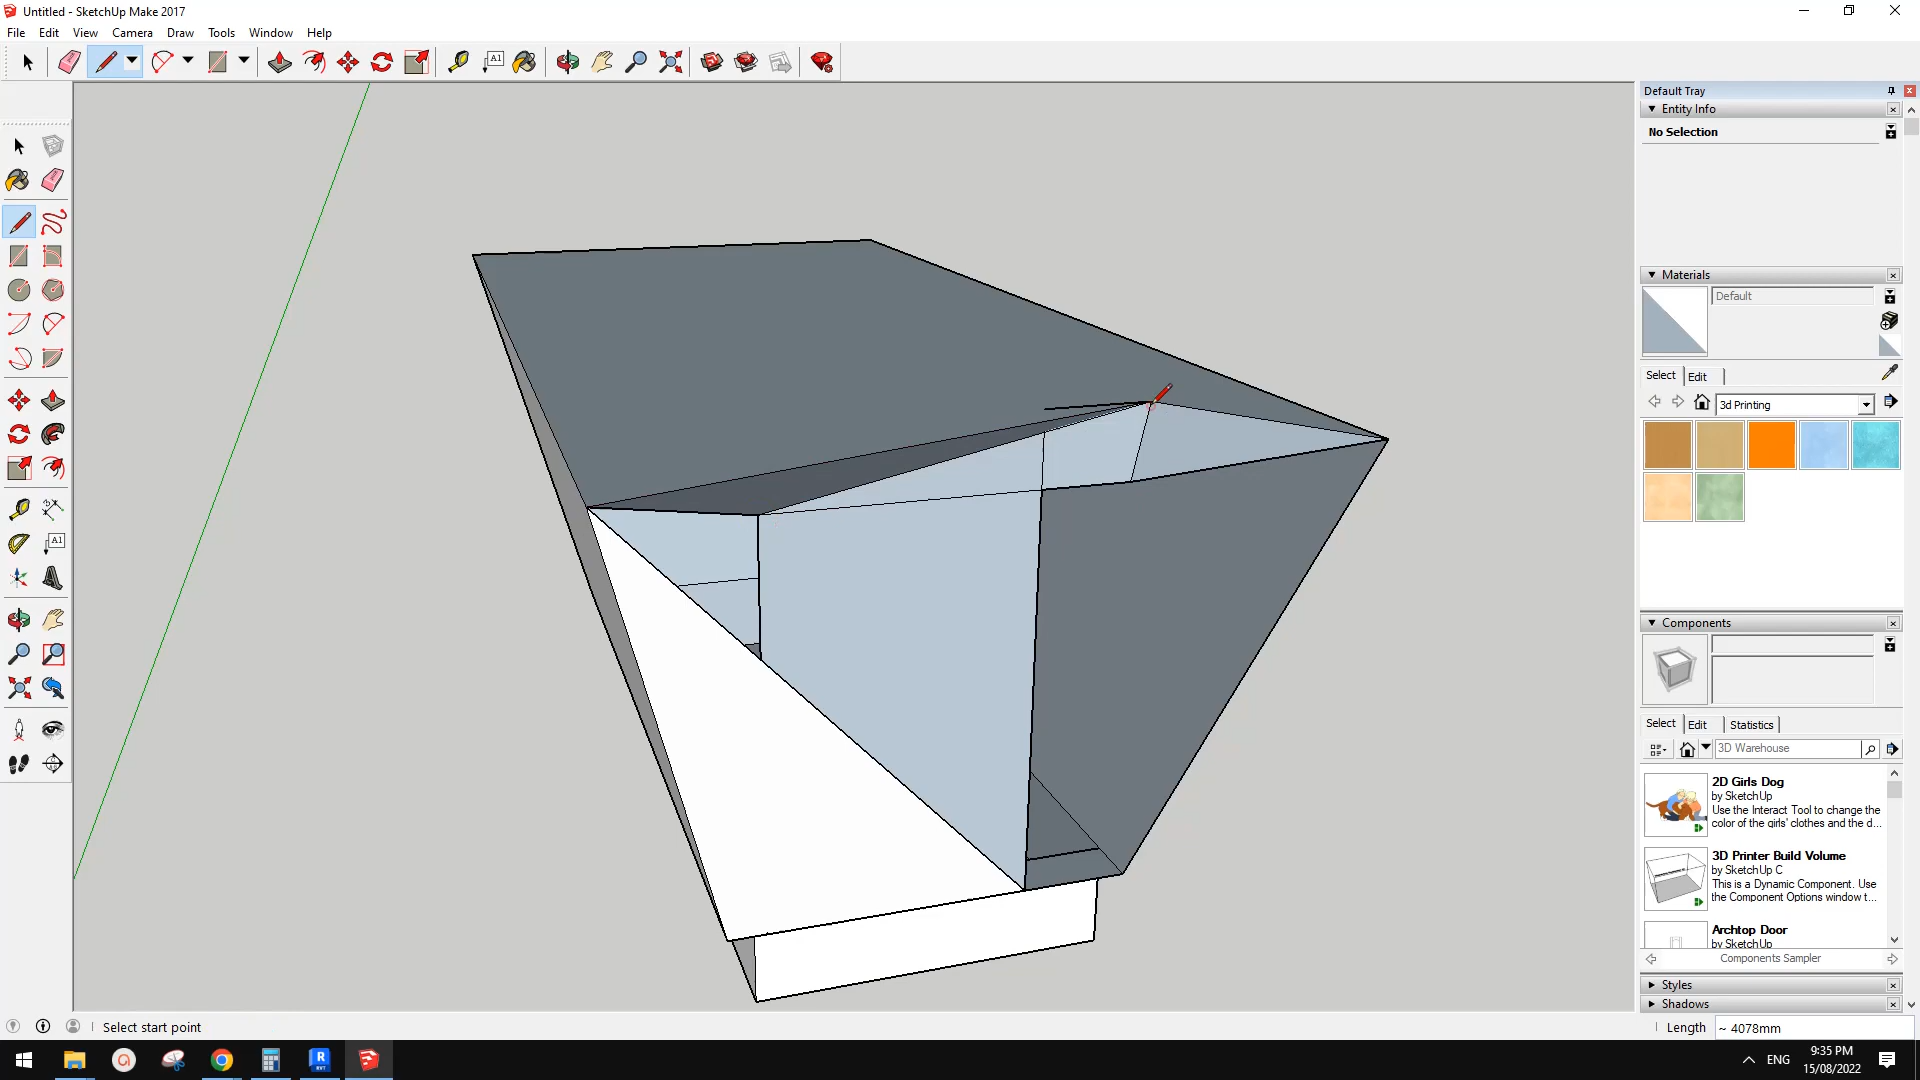 Untitled - SketchUp Make 2017
File Edit View Camera Draw Tools Window Help
A1
Default Tray
Entity Info
No Selection
Materials
Default
Select Edit
3d Printing
A1
Components
Select Edit Statistics
3D Warehouse
2D Girls Dog
by SketchUp
Use the Interact Tool to change the
color of the girls' clothes and the d...
3D Printer Build Volume
by SketchUp C
This is a Dynamic Component. Use
the Component Options window t...
Archtop Door
by SketchUp
Components Sampler
Styles
Shadows
Select start point
Length ~ 4078mm
R
RVT
ENG
9:35 PM
15/08/2022